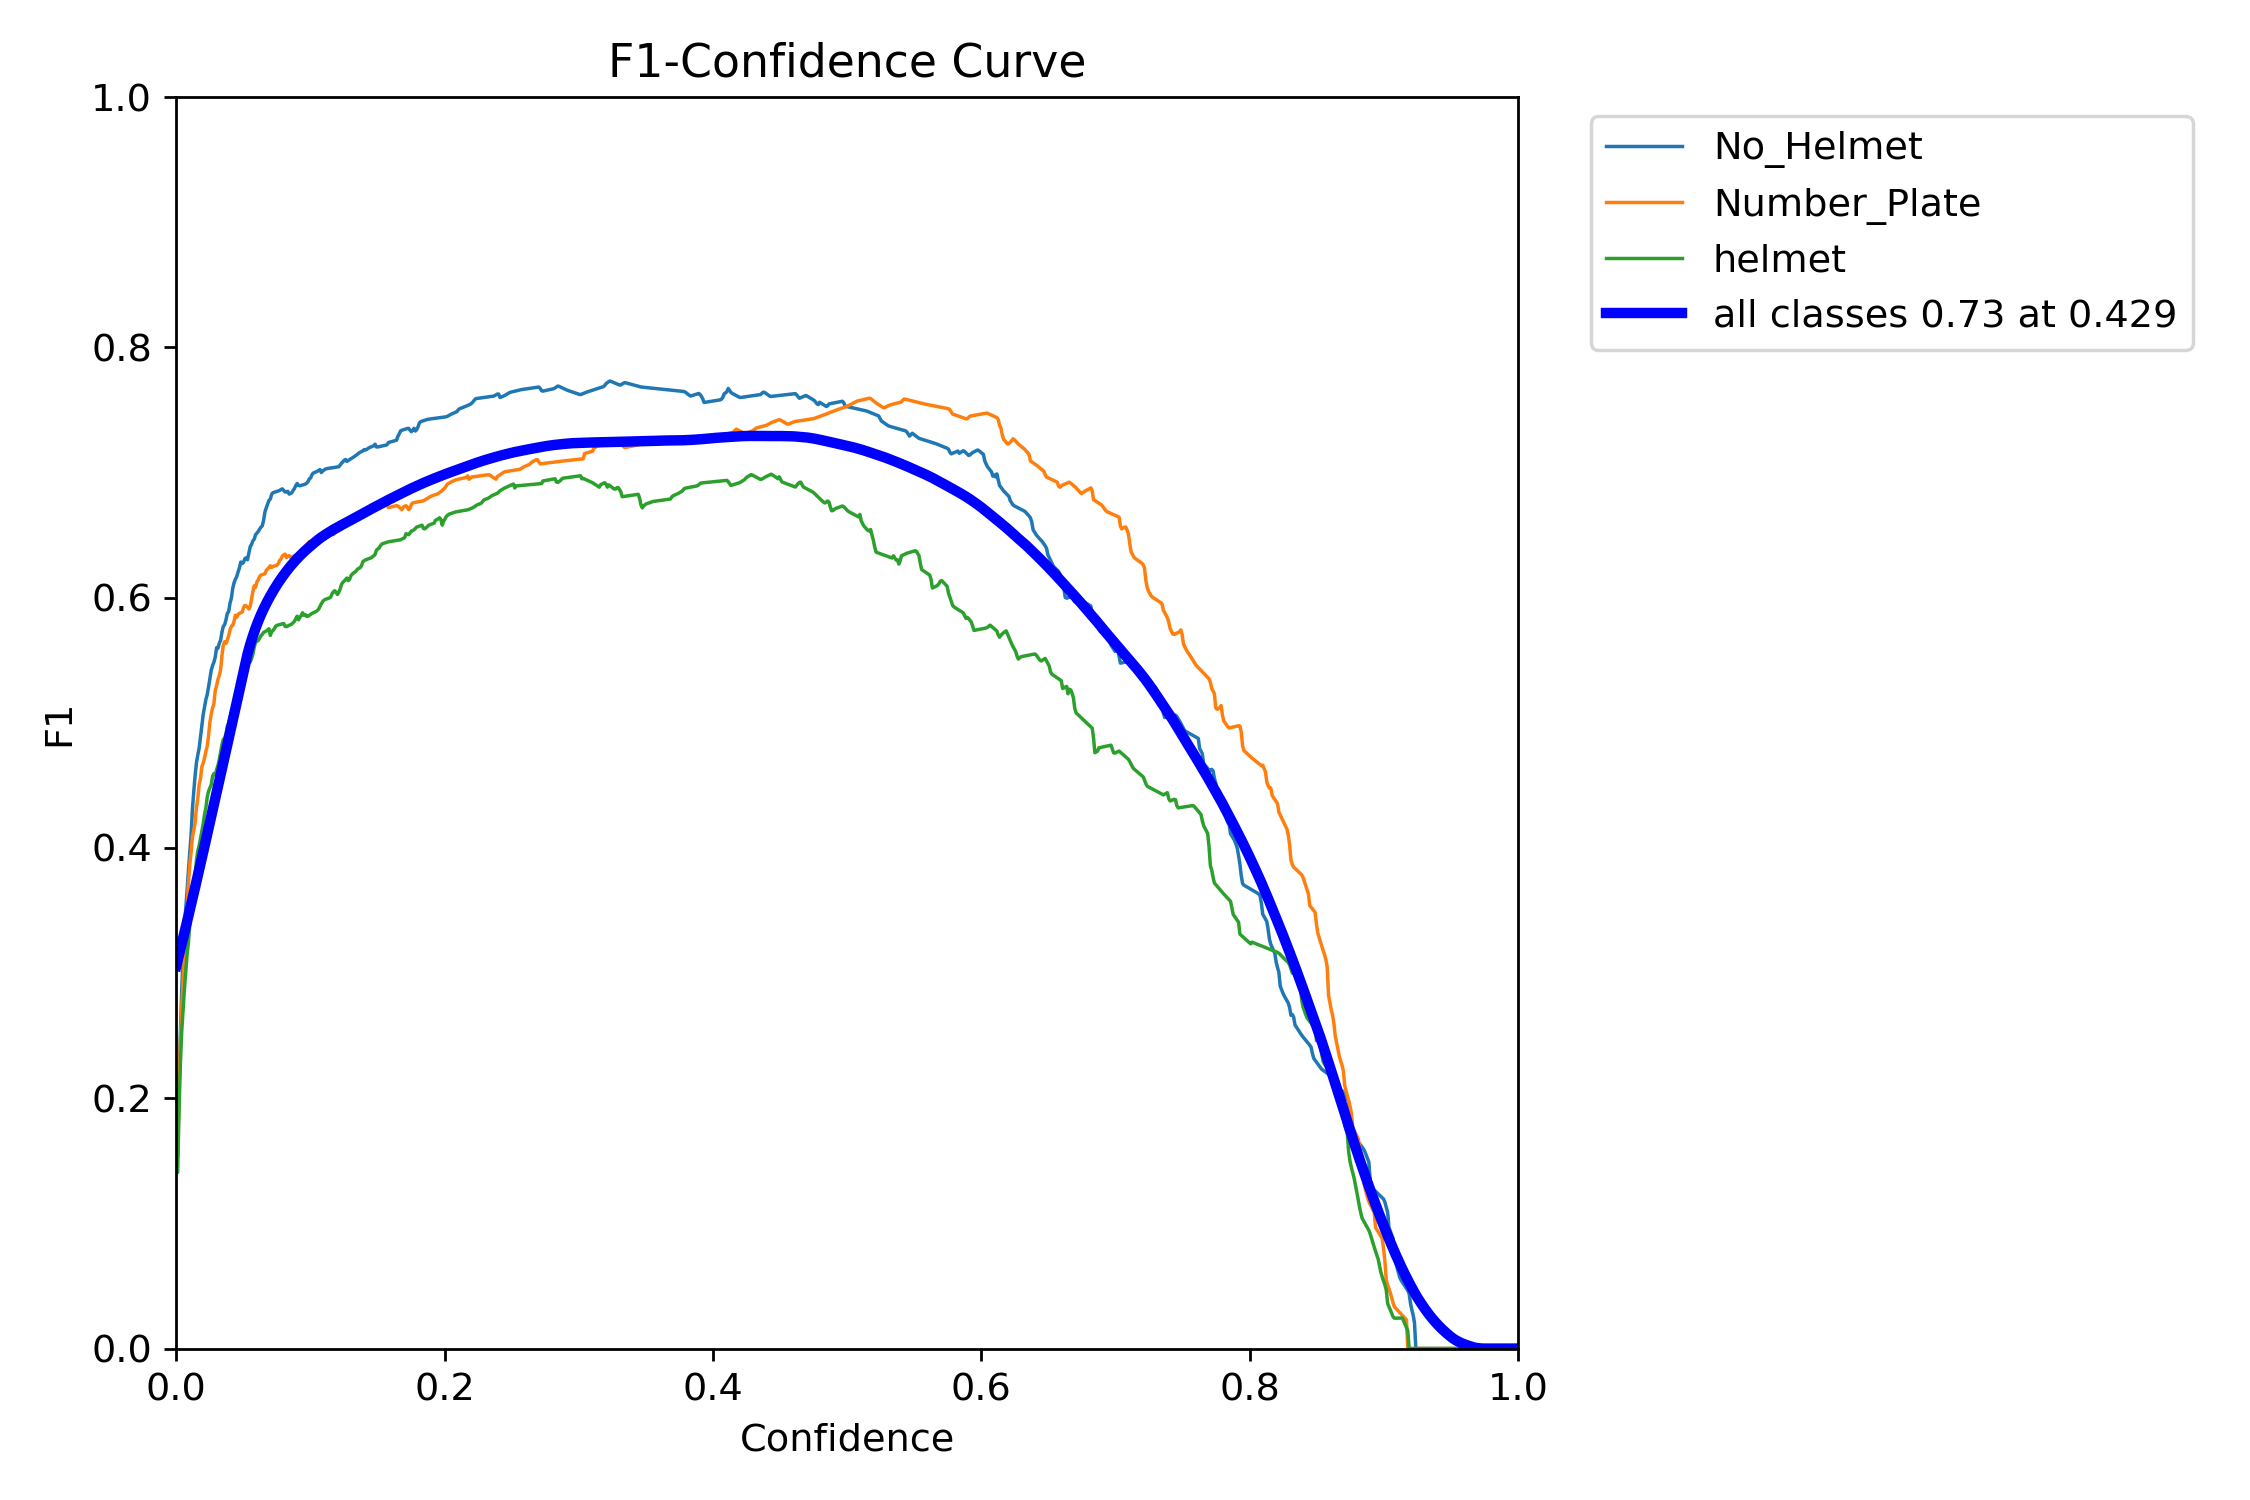 F1-Confidence Curve
1.0
0.8
0.6
0.4
0.2
0.0
F1
0.0 0.2 0.4 0.6 0.8 1.0
Confidence
No_Helmet
Number_Plate
helmet
all classes 0.73 at 0.429